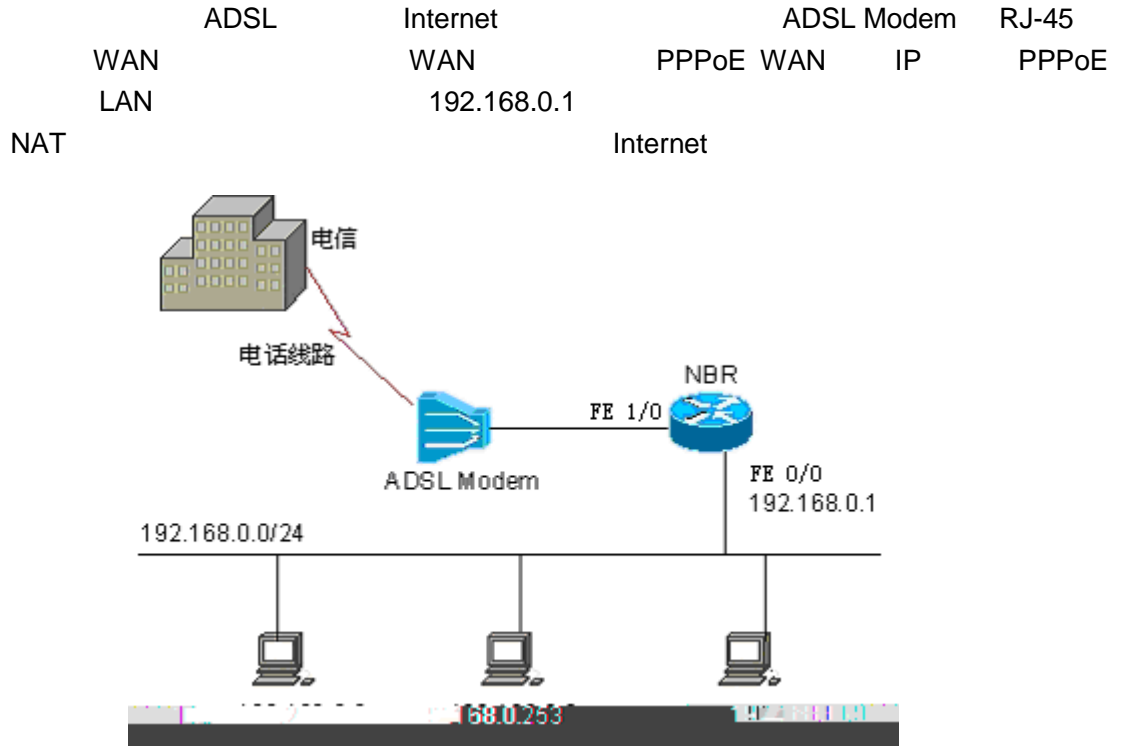 ADSL Internet ADSL Modem RJ-45
WAN WAN PPPoE WAN IP PPPoE
LAN 192.168.0.1
NAT Internet
电信
电话线路
NBR
FE 1/0
ADSL Modem
FE 0/0
192.168.0.1
192.168.0.0/24
68.0.253